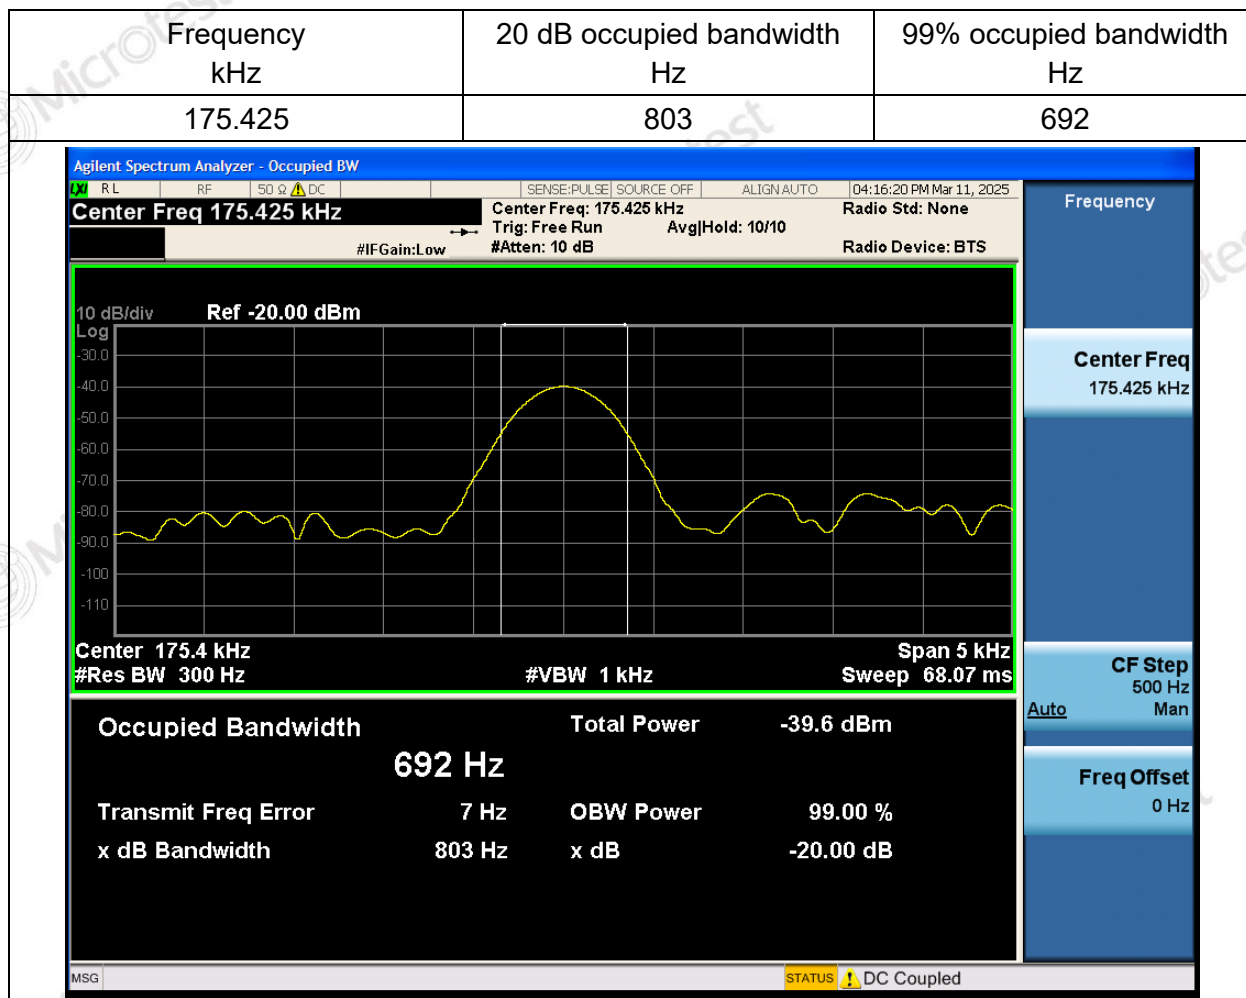 Frequency
kHz
20 dB occupied bandwidth
Hz
99% occupied bandwidth
Hz
175.425
803
692
Microtest
Agilent Spectrum Analyzer - Occupied BW
LXI RL RF 50 Ω DC SENSE:PULSE SOURCE OFF ALIGN AUTO 04:16:20 PM Mar 11, 2025
Center Freq 175.425 kHz
Center Freq: 175.425 kHz
Radio Std: None
Trig: Free Run Avg|Hold: 10/10
#IFGain:Low
#Atten: 10 dB
Radio Device: BTS
Frequency
10 dB/div Ref -20.00 dBm
Log
-30.0
-40.0
-50.0
-60.0
-70.0
-80.0
-90.0
-100
-110
Center 175.4 kHz Span 5 kHz
#Res BW 300 Hz #VBW 1 kHz Sweep 68.07 ms
Center Freq
175.425 kHz
CF Step
500 Hz
Auto Man
Freq Offset
0 Hz
Occupied Bandwidth Total Power -39.6 dBm
692 Hz
Transmit Freq Error 7 Hz OBW Power 99.00 %
x dB Bandwidth 803 Hz x dB -20.00 dB
MSG STATUS DC Coupled